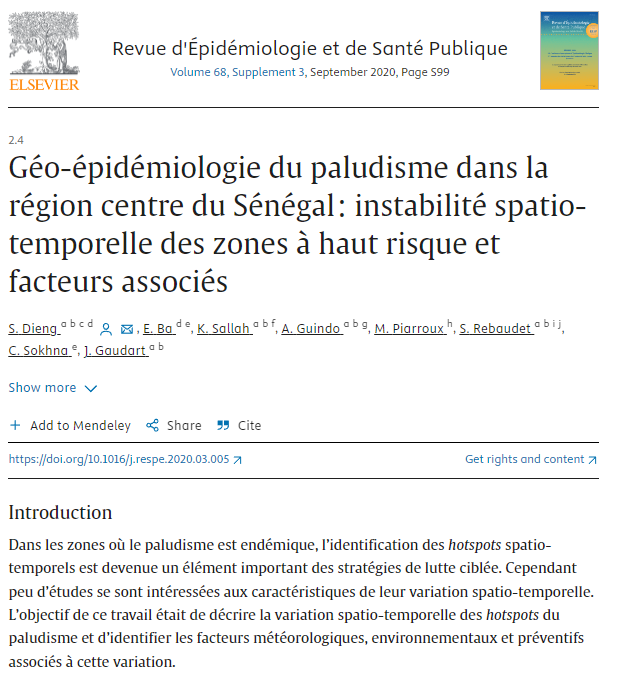 ELSEVIER
Revue d'Épidémiologie et de Santé Publique
Volume 68, Supplement 3, September 2020, Page S99
2.4
Géo-épidémiologie du paludisme dans la
région centre du Sénégal : instabilité spatio-
temporelle des zones à haut risque et
facteurs associés
S. Dieng a b c d, E. Ba d e, K. Sallah a b f, A. Guindo a b g, M. Piarroux h, S. Rebaudet a b i j,
C. Sokhna e, J. Gaudart a b
Show more
Add to Mendeley Share Cite
https://doi.org/10.1016/j.respe.2020.03.005 Get rights and content
Introduction
Dans les zones où le paludisme est endémique, l'identification des hotspots spatio-
temporels est devenue un élément important des stratégies de lutte ciblée. Cependant
peu d'études se sont intéressées aux caractéristiques de leur variation spatio-temporelle.
L'objectif de ce travail était de décrire la variation spatio-temporelle des hotspots du
paludisme et d'identifier les facteurs météorologiques, environnementaux et préventifs
associés à cette variation.